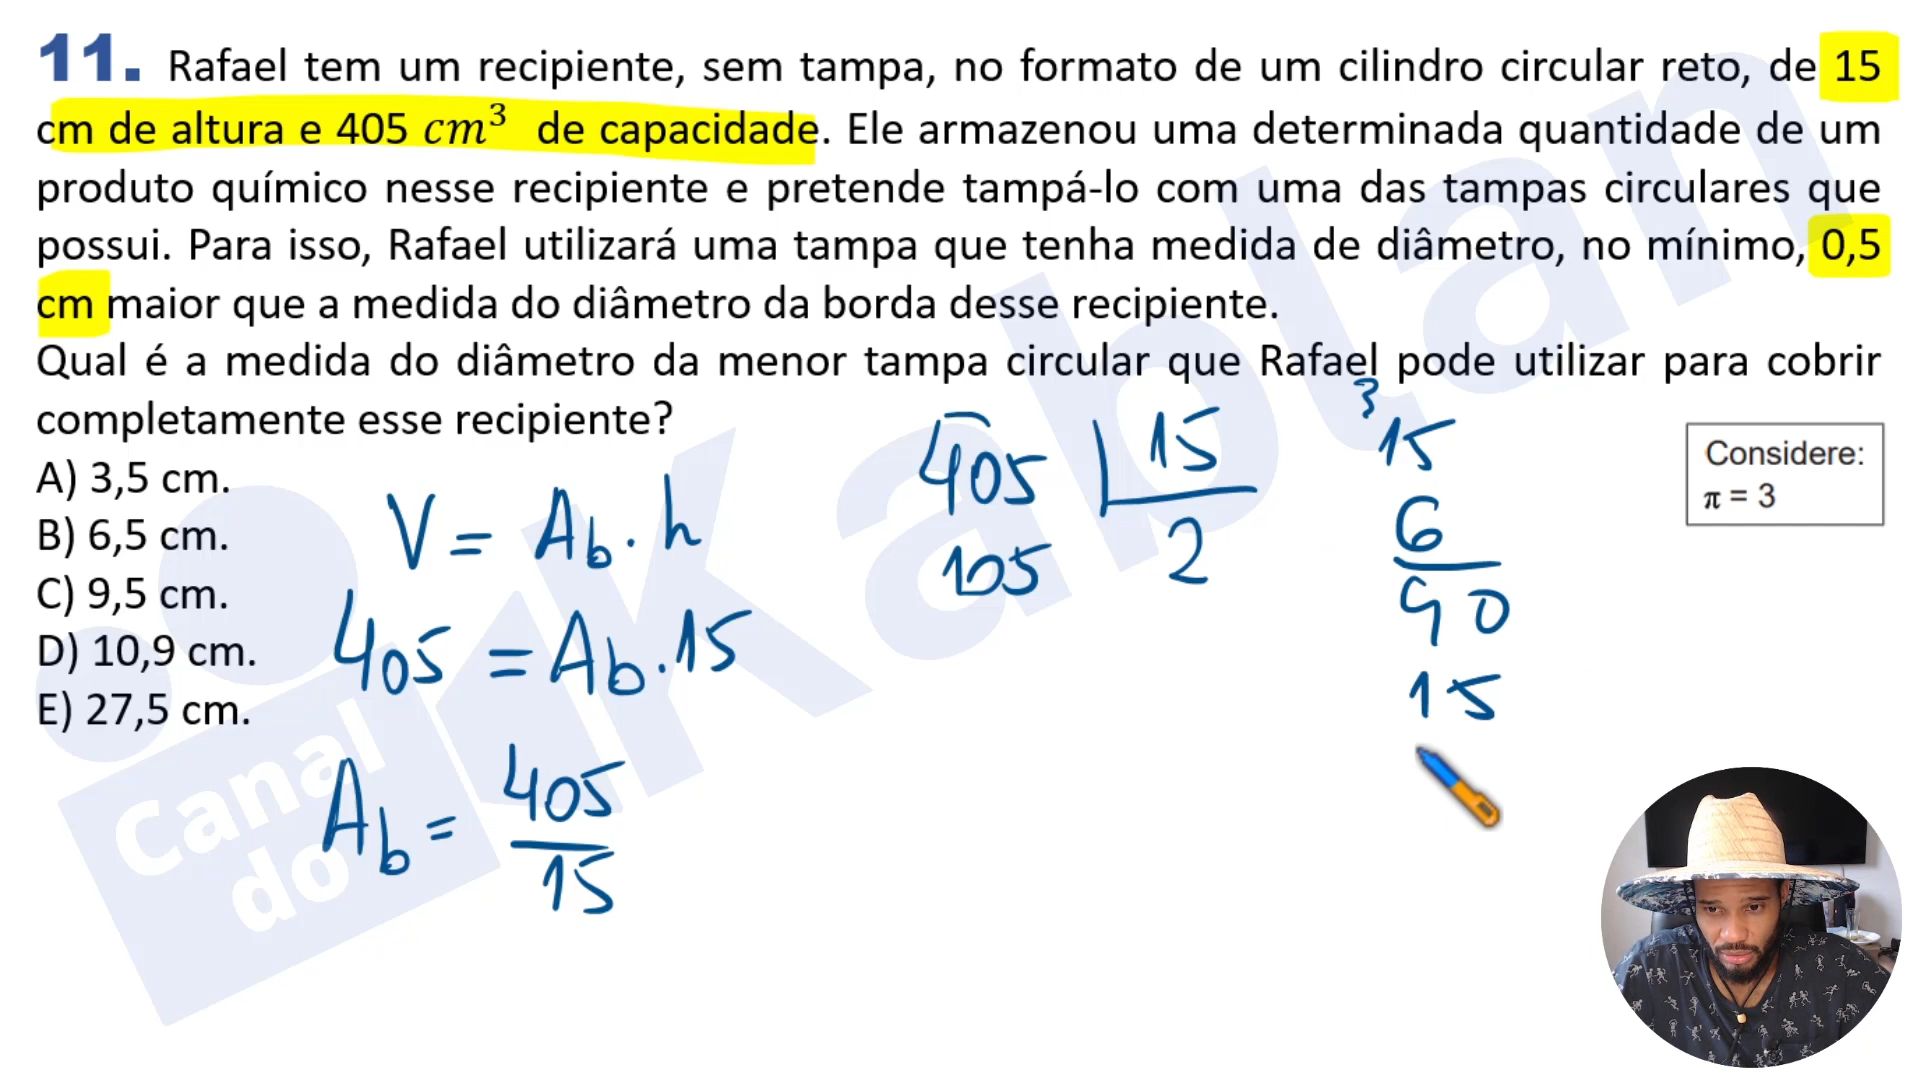 11. Rafael tem um recipiente, sem tampa, no formato de um cilindro circular reto, de 15
cm de altura e 405 cm³ de capacidade. Ele armazenou uma determinada quantidade de um
produto químico nesse recipiente e pretende tampá-lo com uma das tampas circulares que
possui. Para isso, Rafael utilizará uma tampa que tenha medida de diâmetro, no mínimo, 0,5
cm maior que a medida do diâmetro da borda desse recipiente.
Qual é a medida do diâmetro da menor tampa circular que Rafael pode utilizar para cobrir
completamente esse recipiente?
A) 3,5 cm.
B) 6,5 cm.
C) 9,5 cm.
D) 10,9 cm.
E) 27,5 cm.
V = Ab . h
405 = Ab . 15
Ab = 405
15
405 15
105 2
3
15
6
90
15
Considere:
π = 3
Canal
do
Kablan